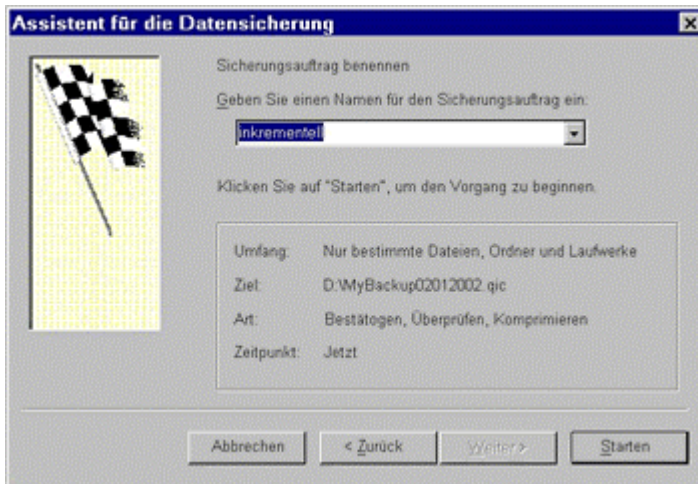 Assistent für die Datensicherung
Sicherungsauftrag benennen
Geben Sie einen Namen für den Sicherungsauftrag ein:
inkrementell
Klicken Sie auf "Starten", um den Vorgang zu beginnen.
Umfang: Nur bestimmte Dateien, Ordner und Laufwerke
Ziel: D:\MyBackup02012002.qic
Art: Bestätogen, Überprüfen, Komprimieren
Zeitpunkt: Jetzt
Abbrechen < Zurück Weiter > Starten